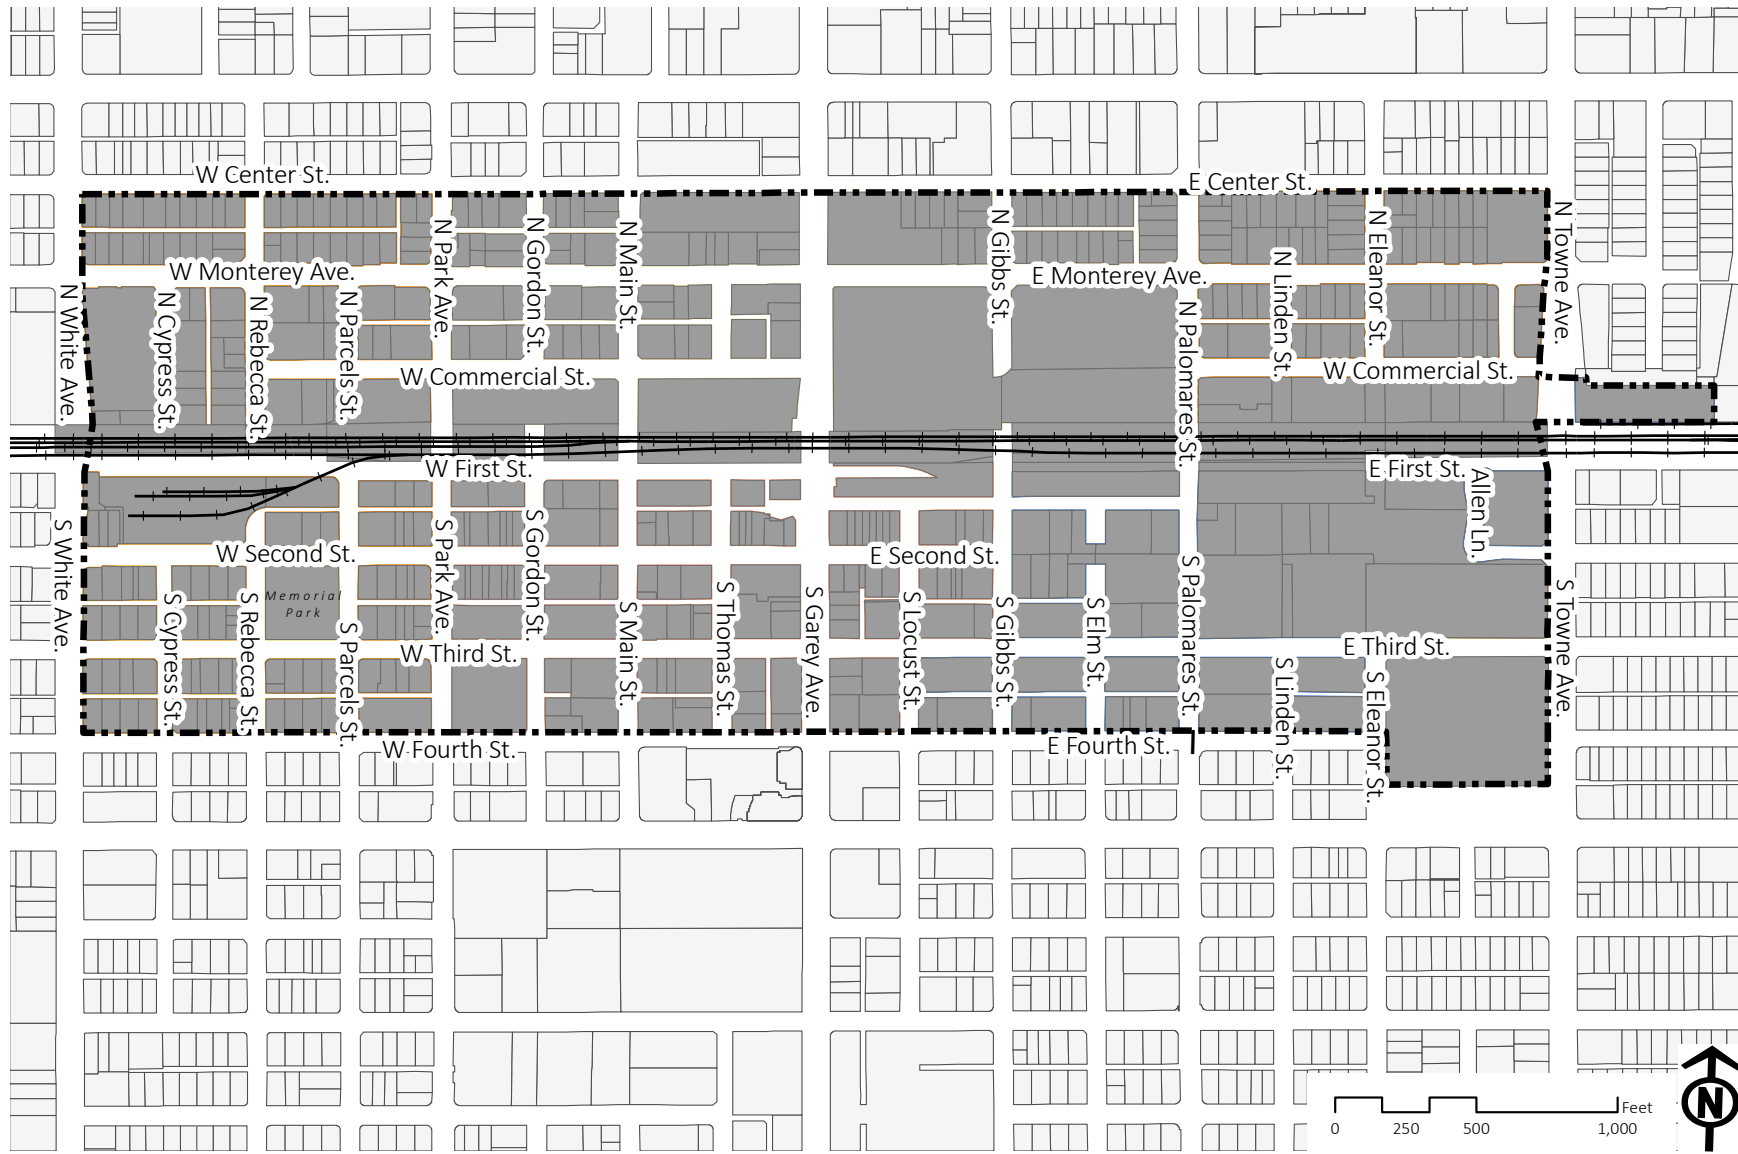 W Center St.
E Center St.
N Park Ave.
N Gordon St.
N Main St.
N Gibbs St.
N Eleanor St.
N Towne Ave.
W Monterey Ave.
E Monterey Ave.
N Linden St.
N White Ave.
N Cypress St.
N Rebecca St.
N Parcels St.
N Palomares St.
W Commercial St.
W Commercial St.
W First St.
E First St.
Allen Ln.
S White Ave.
W Second St.
S Park Ave.
S Gordon St.
E Second St.
Memorial
Park
S Cypress St.
S Rebecca St.
S Parcels St.
S Main St.
S Thomas St.
S Garey Ave.
S Locust St.
S Gibbs St.
S Elm St.
S Palomares St.
S Towne Ave.
W Third St.
E Third St.
S Linden St.
S Eleanor St.
W Fourth St.
E Fourth St.
N
Feet
0 250 500 1,000